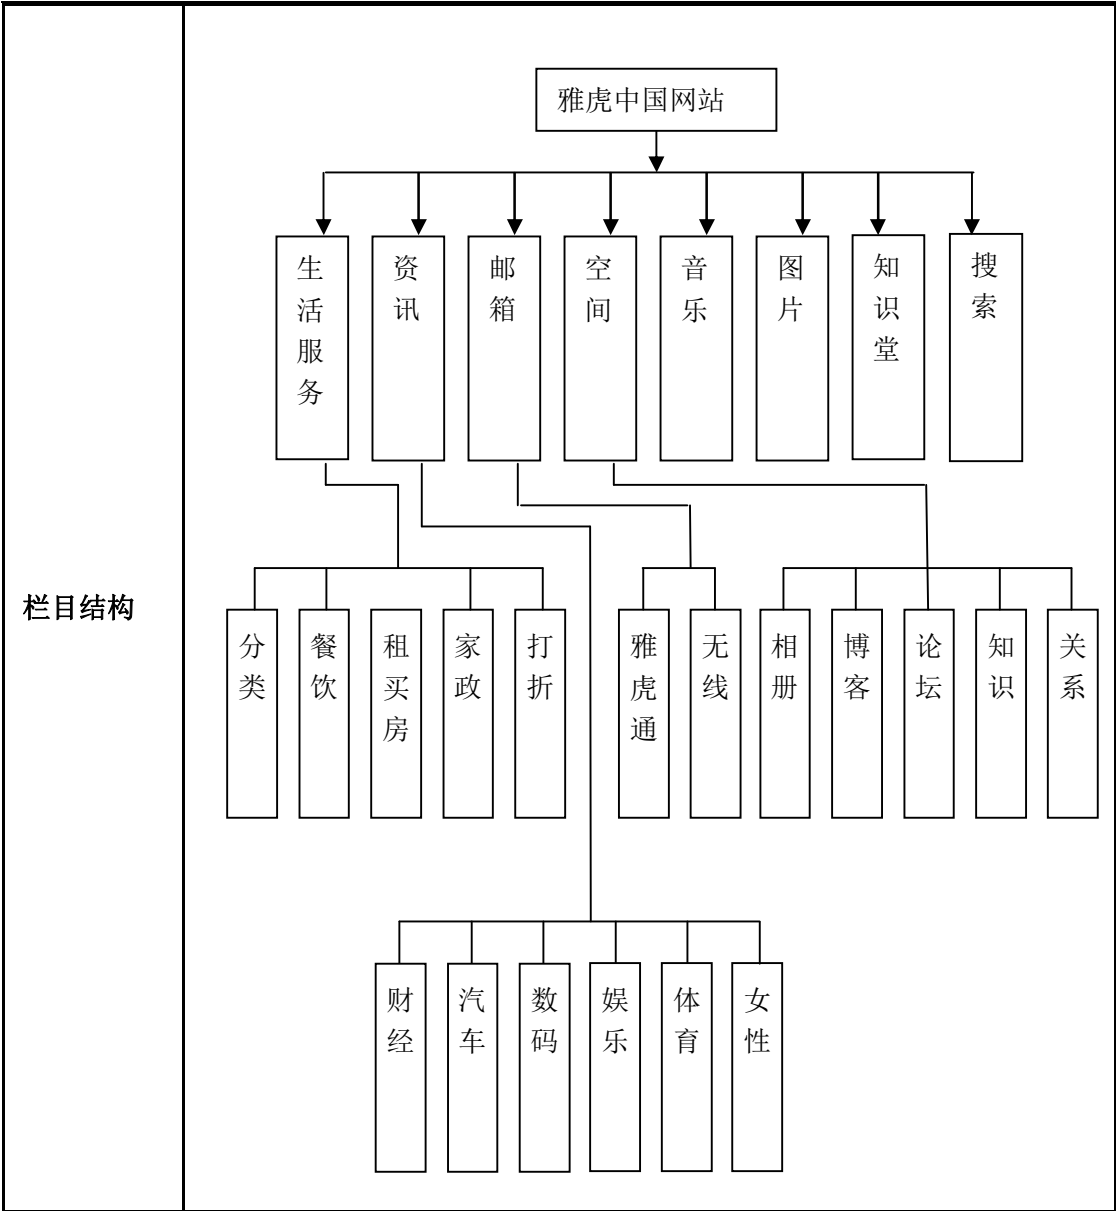 栏目结构
雅虎中国网站
生活服务
资讯
邮箱
空间
音乐
图片
知识堂
搜索
分类
餐饮
租买房
家政
打折
雅虎通
无线
相册
博客
论坛
知识
关系
财经
汽车
数码
娱乐
体育
女性